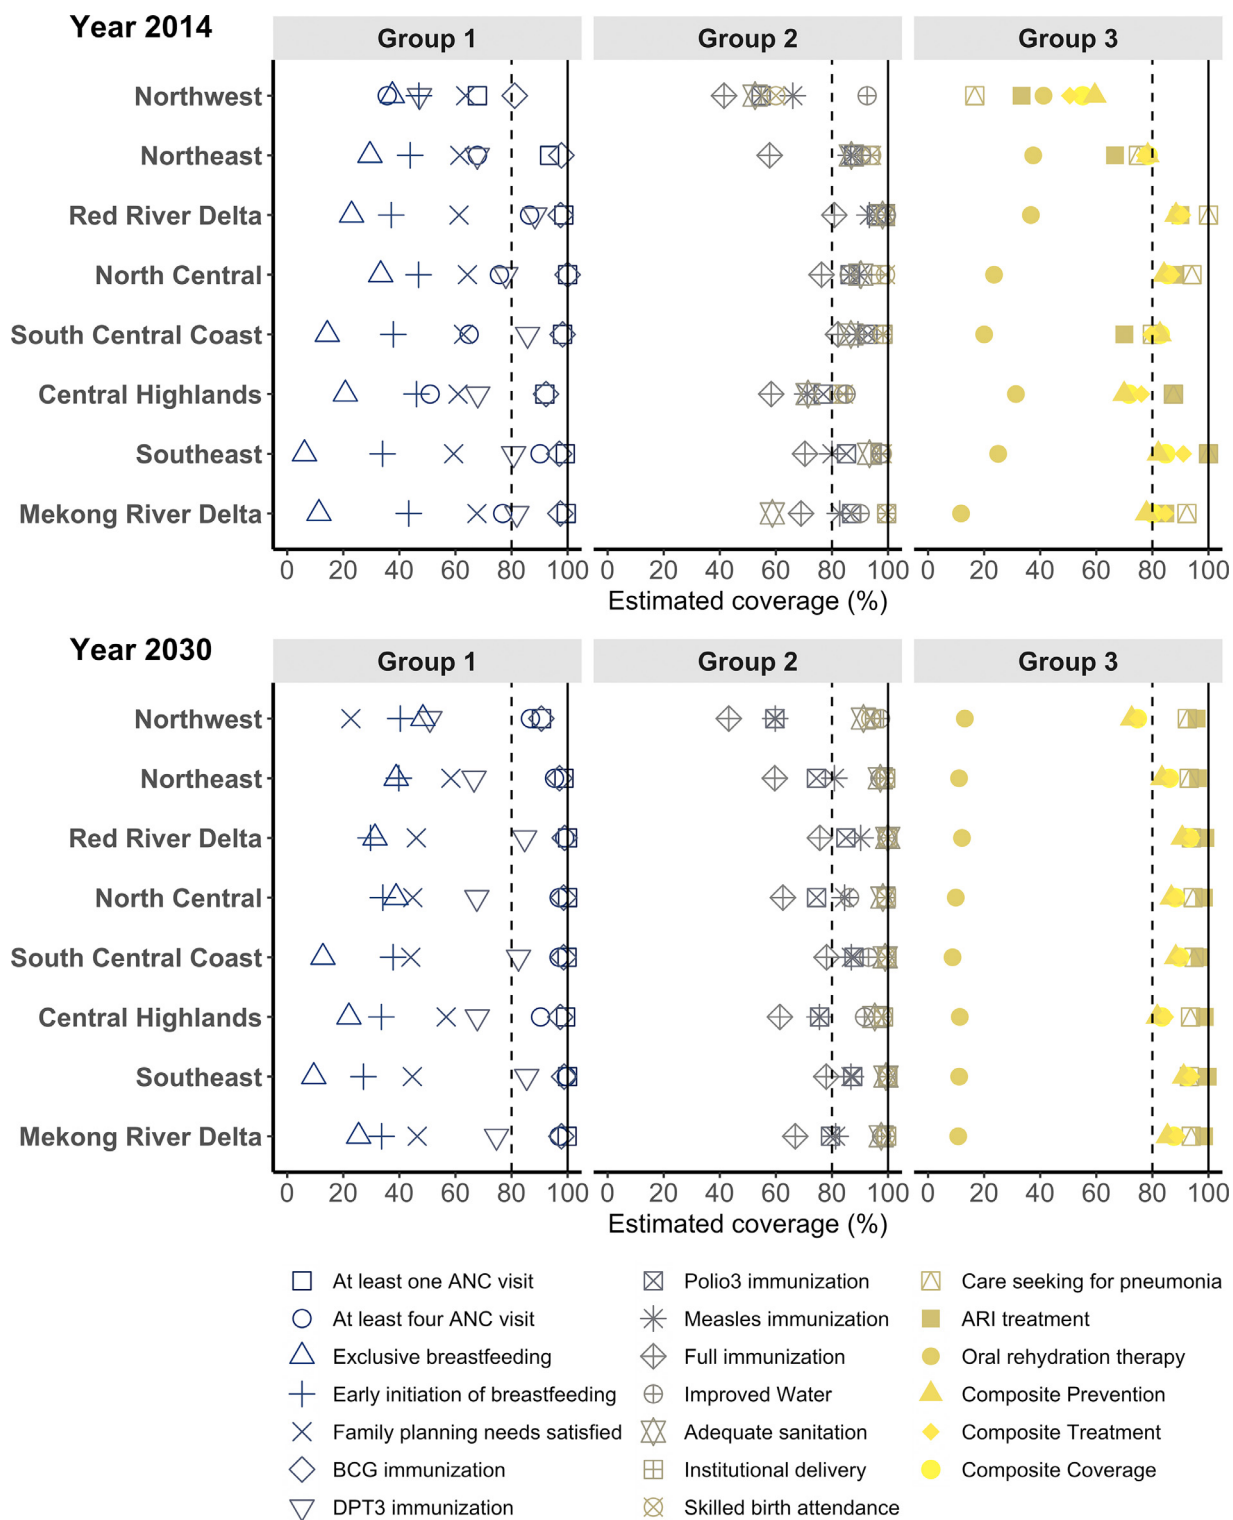 Year 2014
Group 1 Group 2 Group 3
Northwest
Northeast
Red River Delta
North Central
South Central Coast
Central Highlands
Southeast
Mekong River Delta
0 20 40 60 80 100 0 20 40 60 80 100 0 20 40 60 80 100
Estimated coverage (%)
Year 2030
Group 1 Group 2 Group 3
Northwest
Northeast
Red River Delta
North Central
South Central Coast
Central Highlands
Southeast
Mekong River Delta
0 20 40 60 80 100 0 20 40 60 80 100 0 20 40 60 80 100
Estimated coverage (%)
At least one ANC visit
At least four ANC visit
Exclusive breastfeeding
Early initiation of breastfeeding
Family planning needs satisfied
BCG immunization
DPT3 immunization
Polio3 immunization
Measles immunization
Full immunization
Improved Water
Adequate sanitation
Institutional delivery
Skilled birth attendance
Care seeking for pneumonia
ARI treatment
Oral rehydration therapy
Composite Prevention
Composite Treatment
Composite Coverage